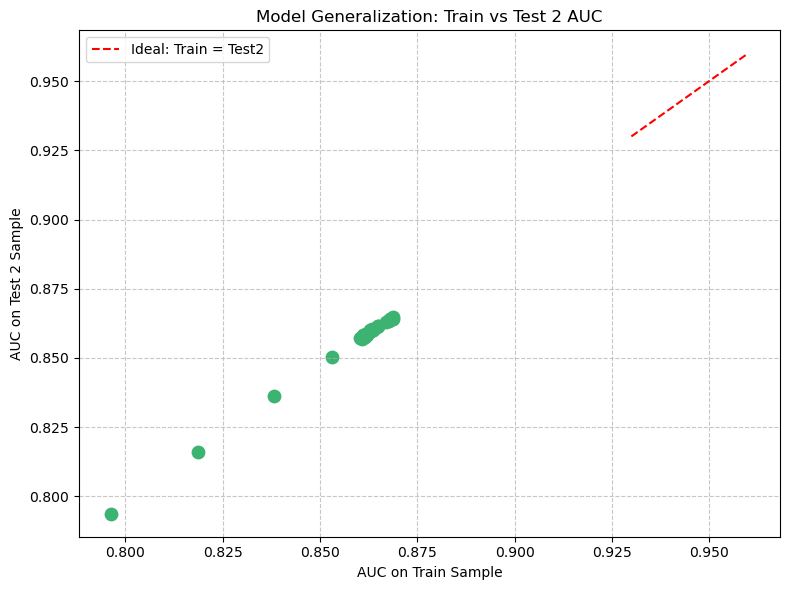 Model Generalization: Train vs Test 2 AUC
Ideal: Train = Test2
AUC on Test 2 Sample
0.950
0.925
0.900
0.875
0.850
0.825
0.800
0.800 0.825 0.850 0.875 0.900 0.925 0.950
AUC on Train Sample